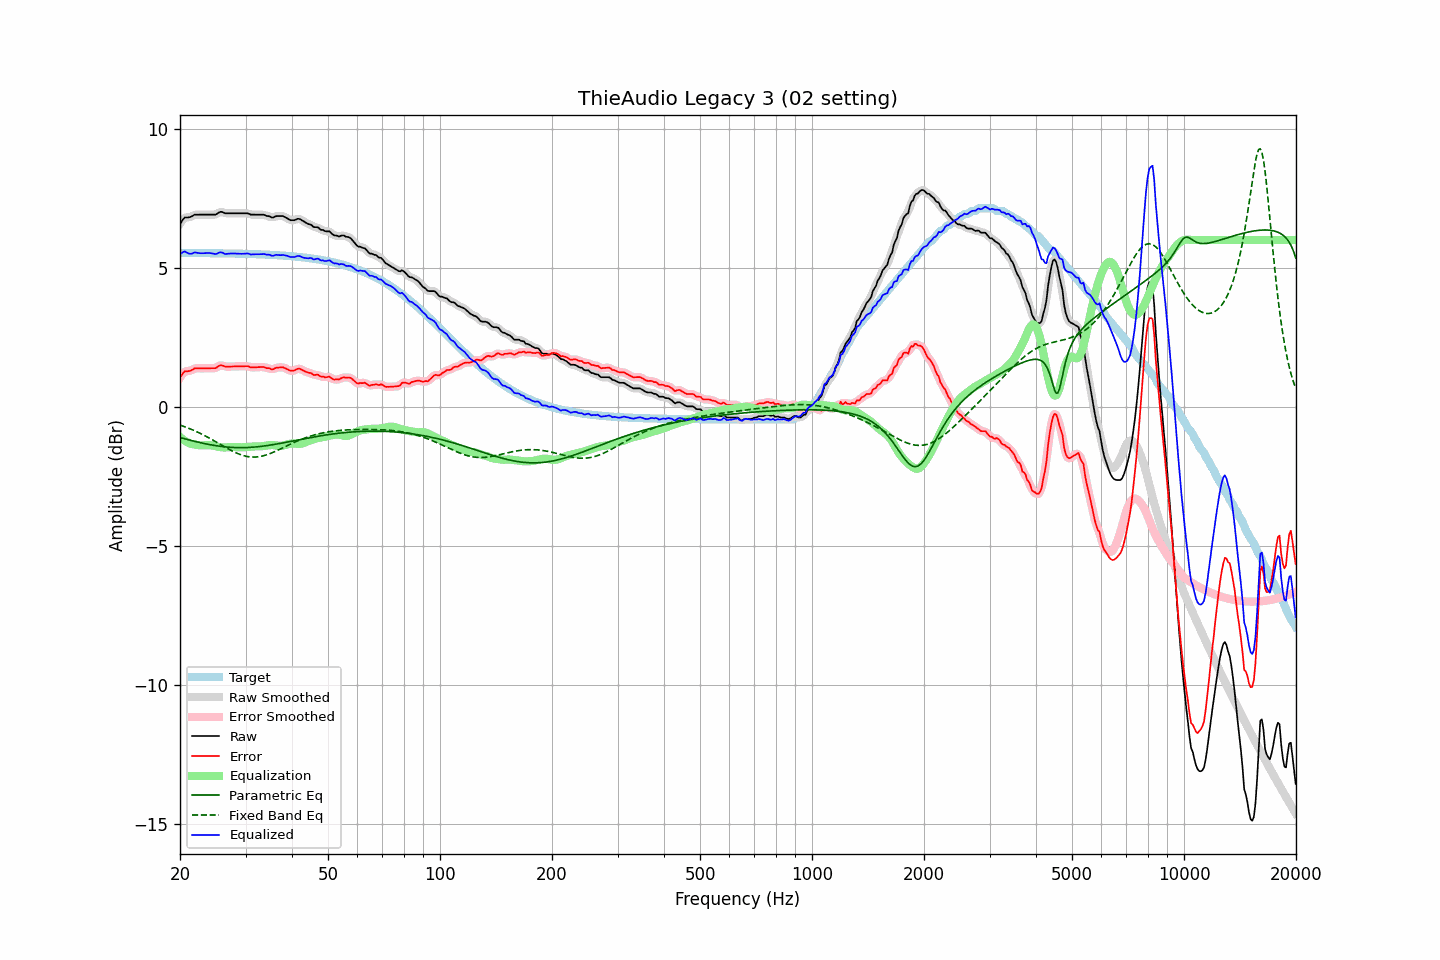 ThieAudio Legacy 3 (02 setting)
10
5
0
−5
−10
−15
Amplitude (dBr)
Target
Raw Smoothed
Error Smoothed
Raw
Error
Equalization
Parametric Eq
Fixed Band Eq
Equalized
20 50 100 200 500 1000 2000 5000 10000 20000
Frequency (Hz)